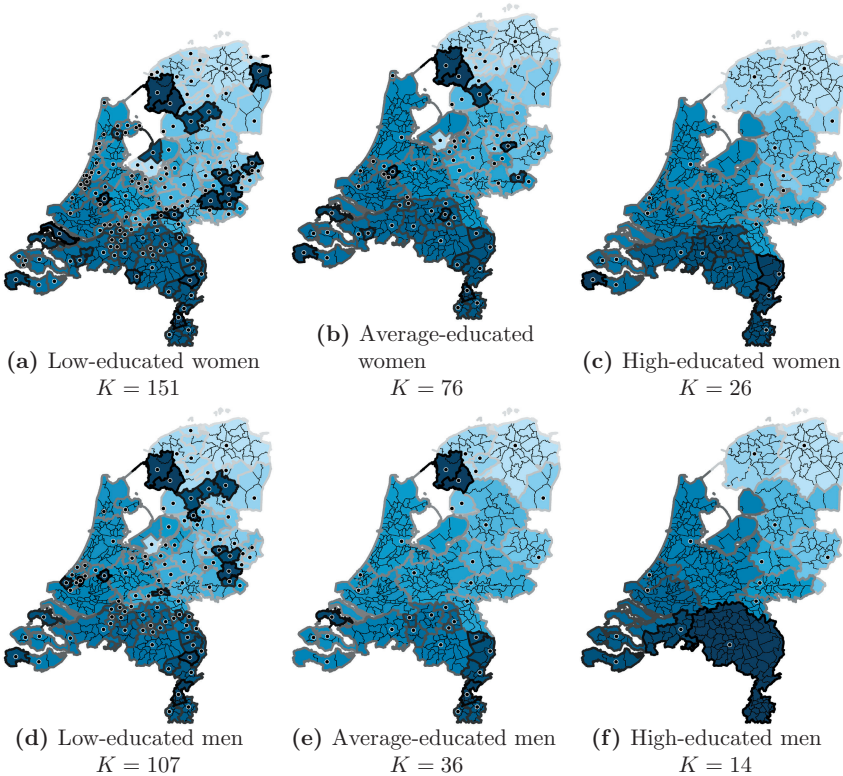 (a) Low-educated women
K = 151
(b) Average-educated
women
K = 76
(c) High-educated women
K = 26
(d) Low-educated men
K = 107
(e) Average-educated men
K = 36
(f) High-educated men
K = 14